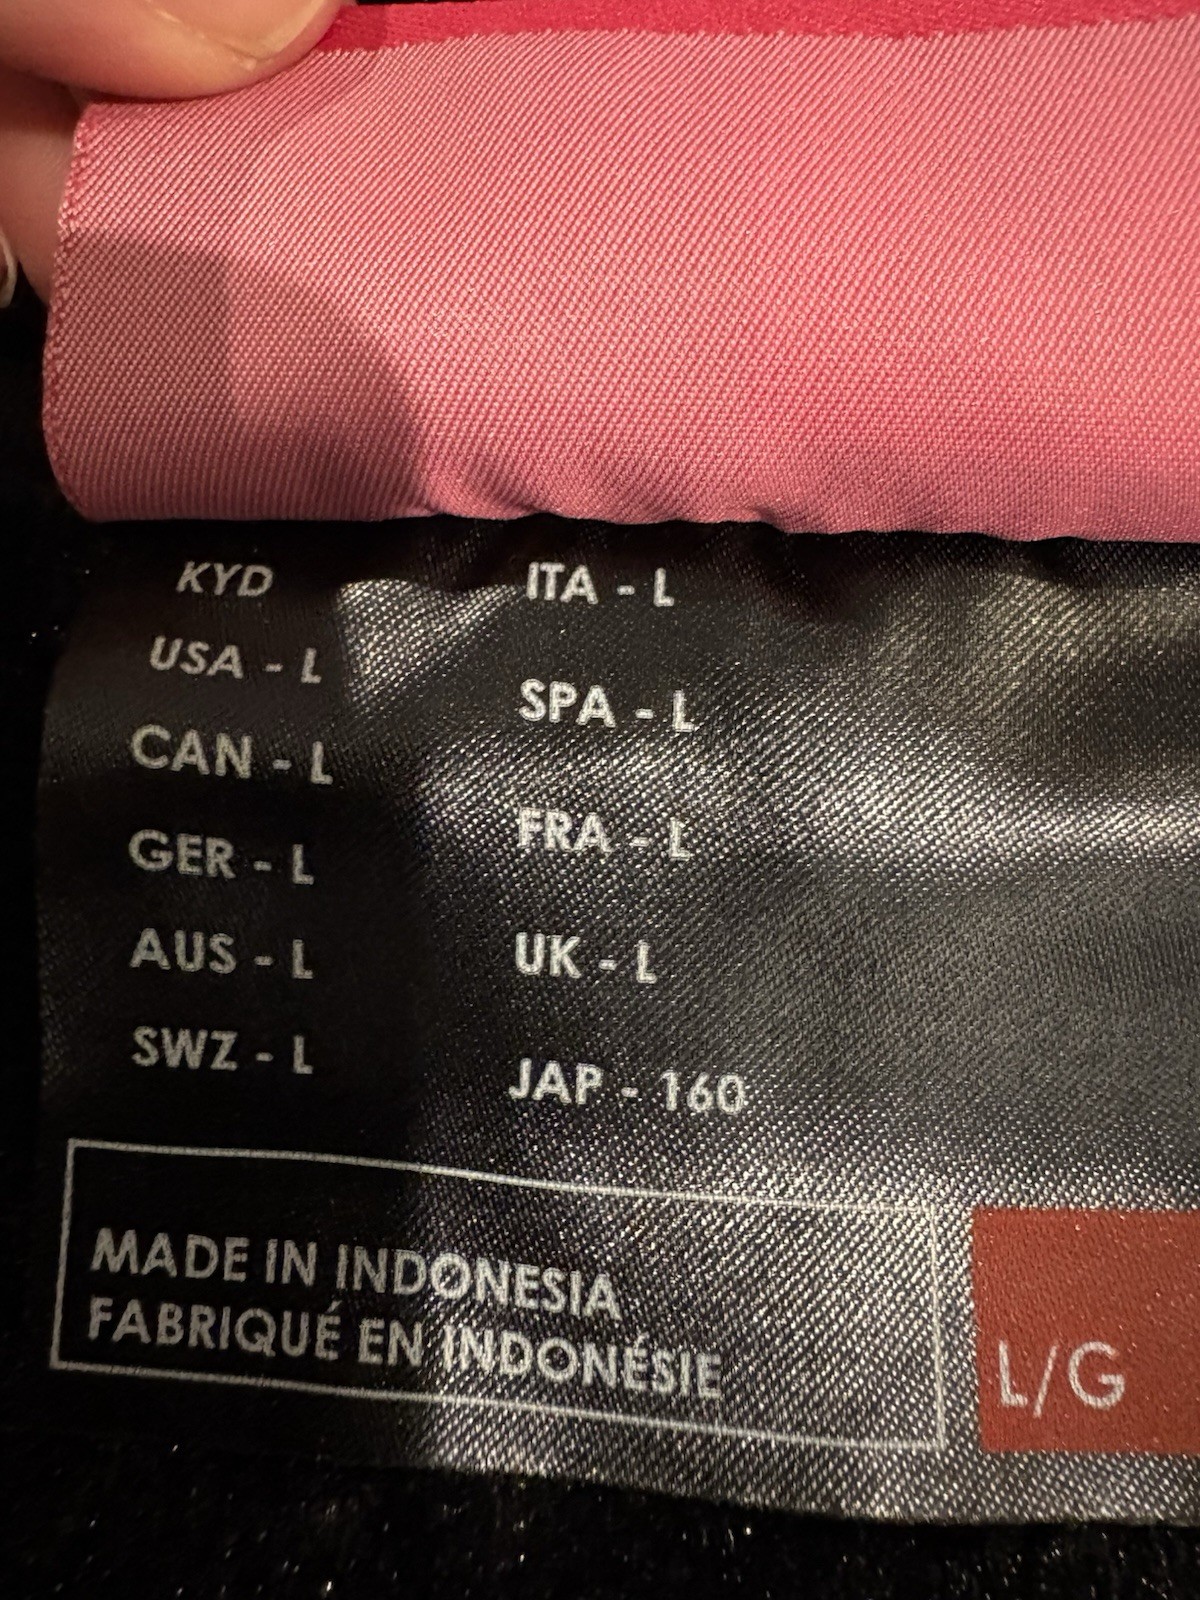 KYD
USA - L
CAN - L
GER - L
AUS - L
SWZ - L
ITA - L
SPA - L
FRA - L
UK - L
JAP - 160
MADE IN INDONESIA
FABRIQUÉ EN INDONÉSIE
L/G